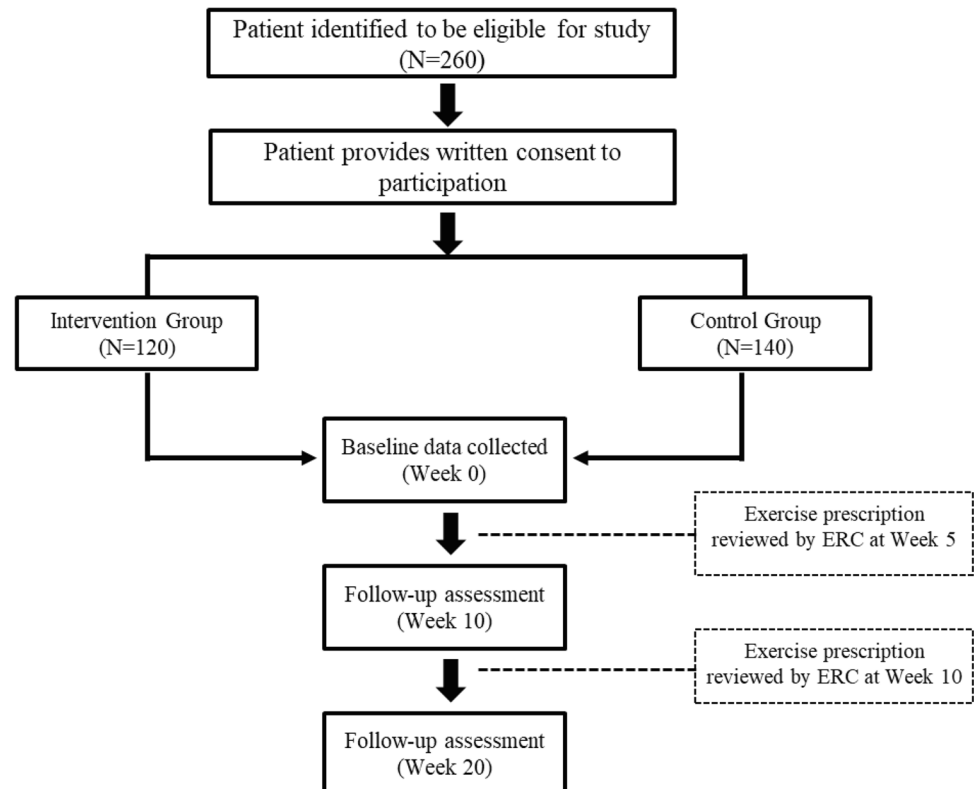 Patient identified to be eligible for study
(N=260)
Patient provides written consent to
participation
Intervention Group
(N=120)
Control Group
(N=140)
Baseline data collected
(Week 0)
Exercise prescription
reviewed by ERC at Week 5
Follow-up assessment
(Week 10)
Exercise prescription
reviewed by ERC at Week 10
Follow-up assessment
(Week 20)